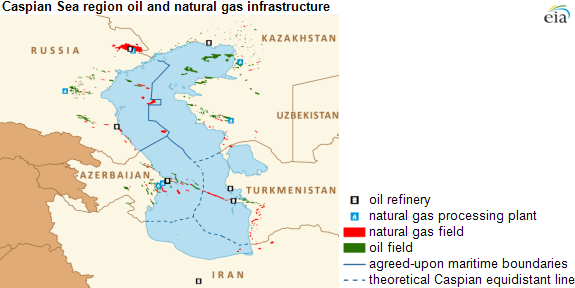 Caspian Sea region oil and natural gas infrastructure
eia
RUSSIA
KAZAKHSTAN
UZBEKISTAN
AZERBAIJAN
TURKMENISTAN
IRAN
oil refinery
natural gas processing plant
natural gas field
oil field
agreed-upon maritime boundaries
theoretical Caspian equidistant line